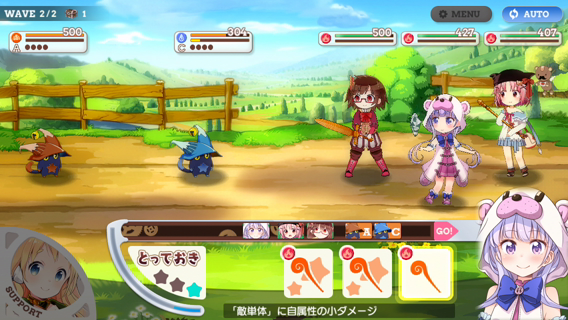 WAVE 2/2 1
MENU
AUTO
500
A
304
C
500
427
407
A
C
GO!
とっておき
SUPPORT
「敵単体」に自属性の小ダメージ